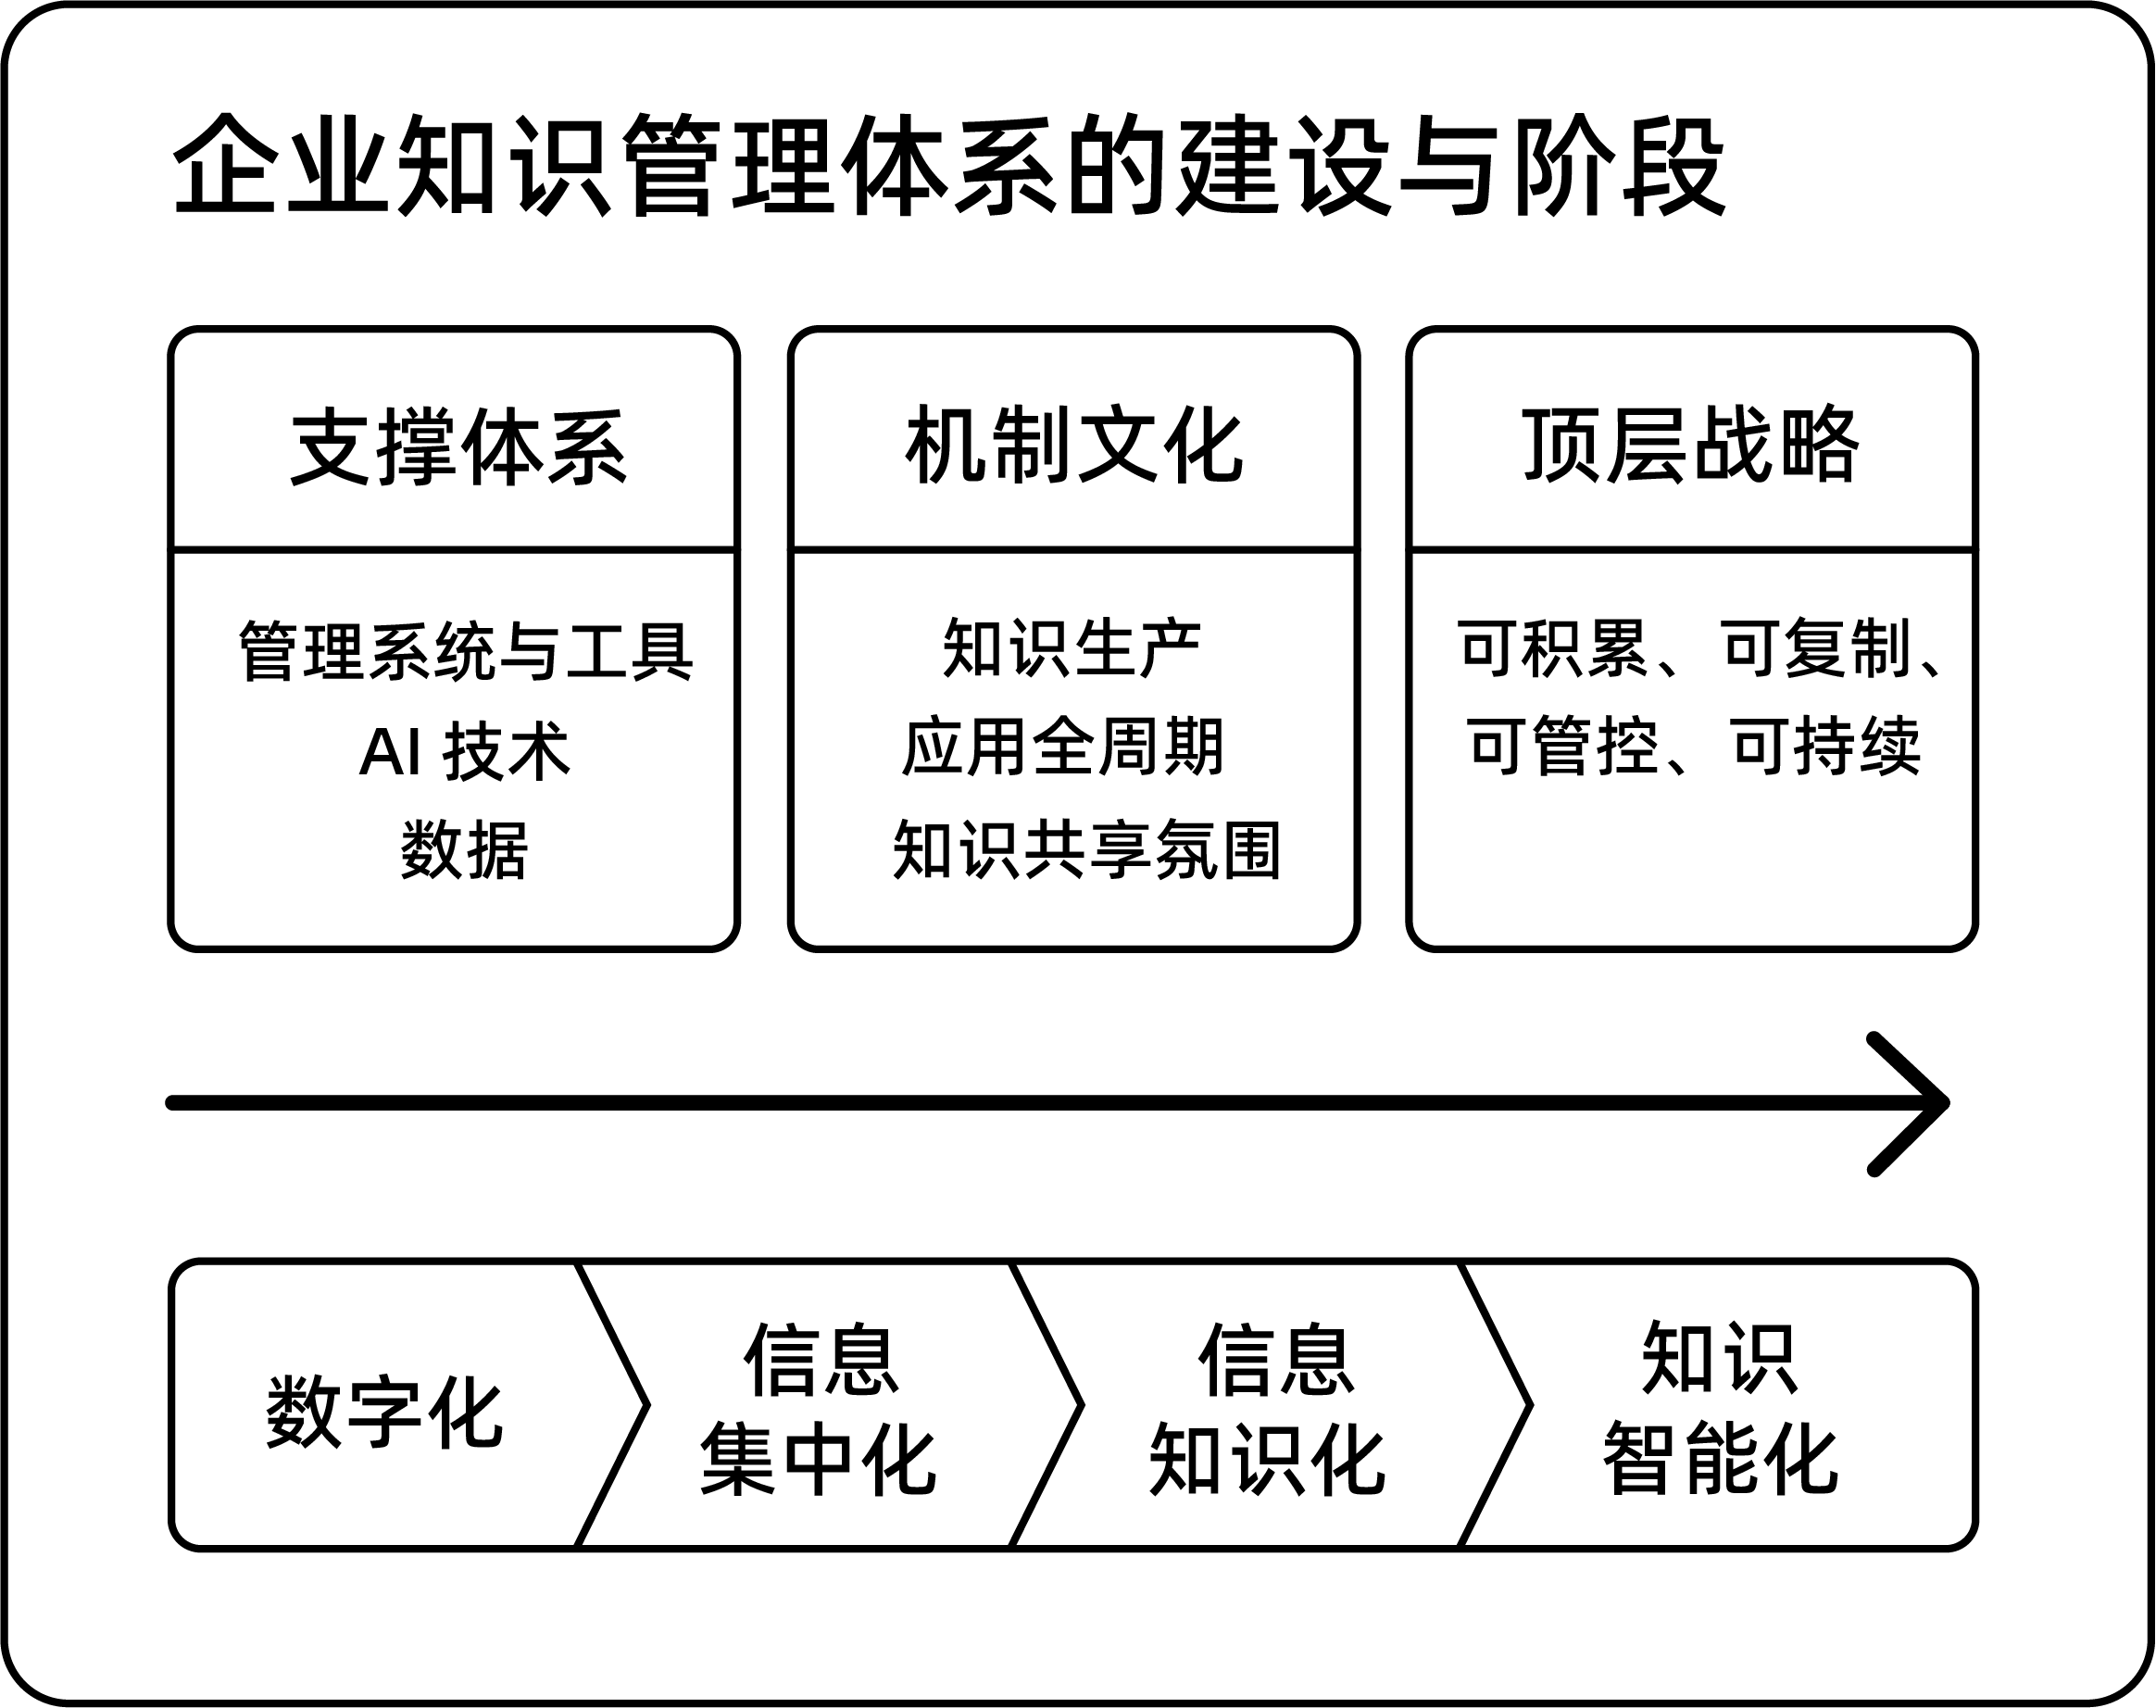 企业知识管理体系的建设与阶段
支撑体系
管理系统与工具
AI 技术
数据
机制文化
知识生产
应用全周期
知识共享氛围
顶层战略
可积累、可复制、
可管控、可持续
数字化
信息
集中化
信息
知识化
知识
智能化